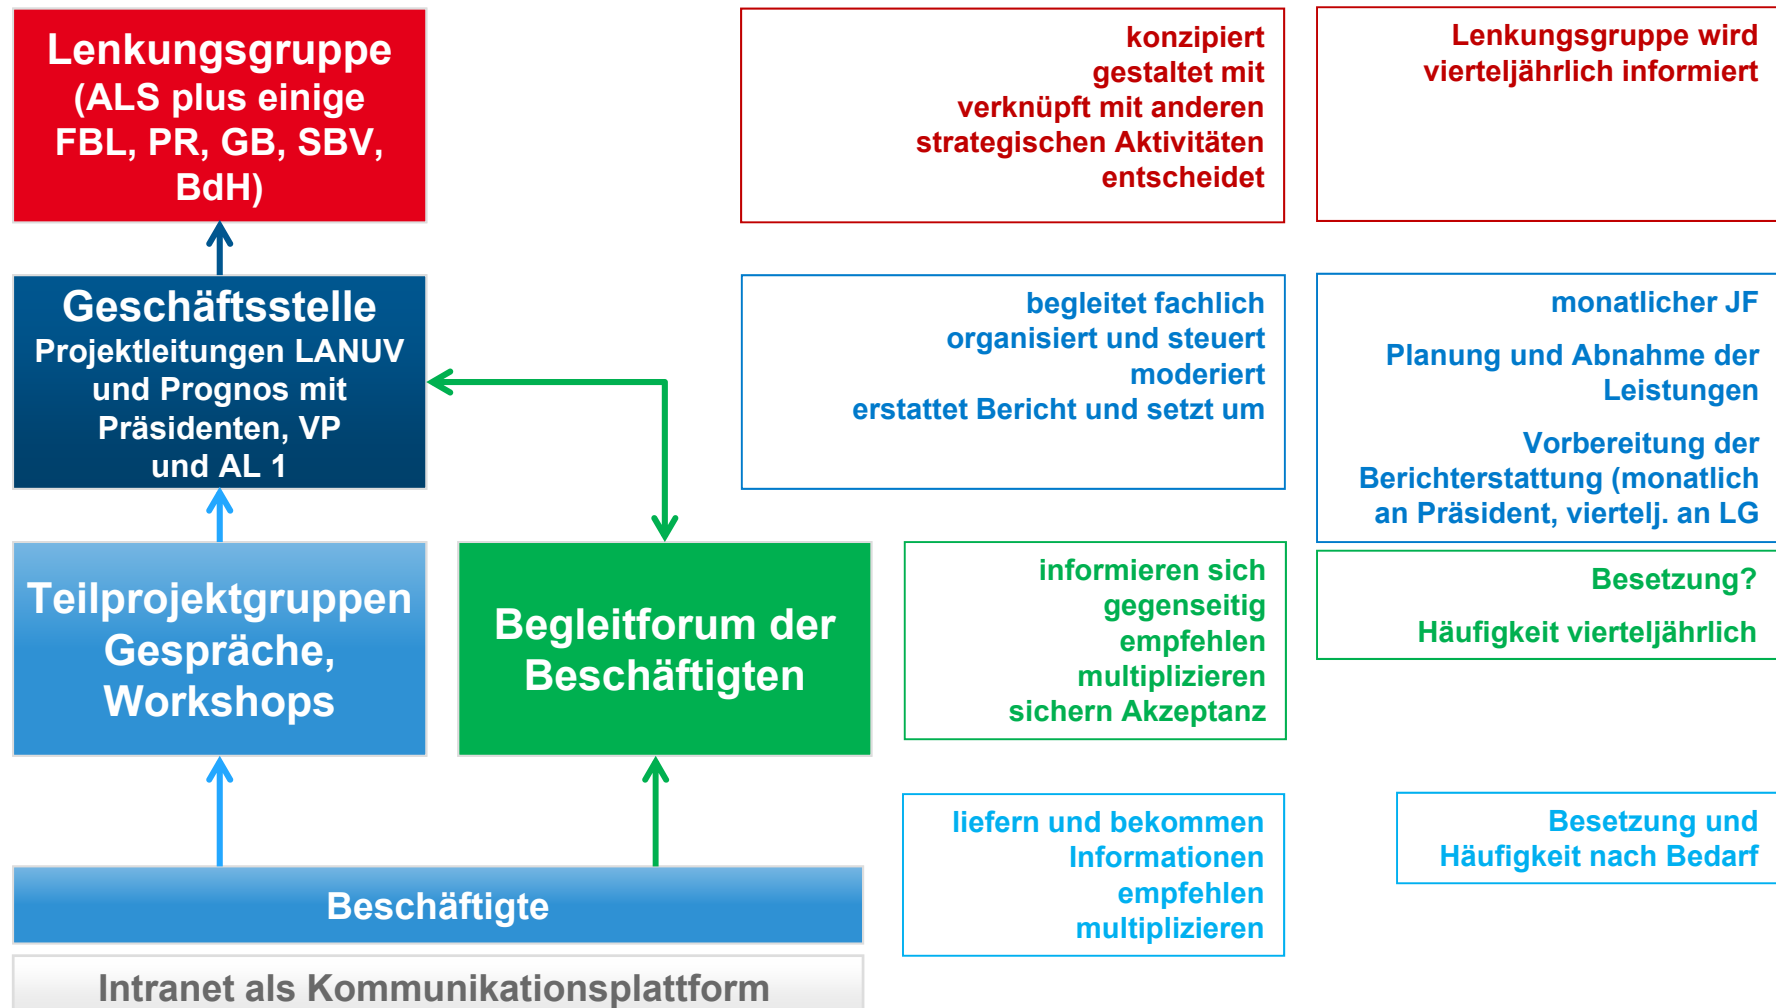 Lenkungsgruppe
(ALS plus einige
FBL, PR, GB, SBV,
BdH)
konzipiert
gestaltet mit
verknüpft mit anderen
strategischen Aktivitäten
entscheidet
Lenkungsgruppe wird
vierteljährlich informiert
Geschäftsstelle
Projektleitungen LANUV
und Prognos mit
Präsidenten, VP
und AL 1
begleitet fachlich
organisiert und steuert
moderiert
erstattet Bericht und setzt um
monatlicher JF
Planung und Abnahme der
Leistungen
Vorbereitung der
Berichterstattung (monatlich
an Präsident, viertelj. an LG
Teilprojektgruppen
Gespräche,
Workshops
Begleitforum der
Beschäftigten
informieren sich
gegenseitig
empfehlen
multiplizieren
sichern Akzeptanz
Besetzung?
Häufigkeit vierteljährlich
liefern und bekommen
Informationen
empfehlen
multiplizieren
Besetzung und
Häufigkeit nach Bedarf
Beschäftigte
Intranet als Kommunikationsplattform